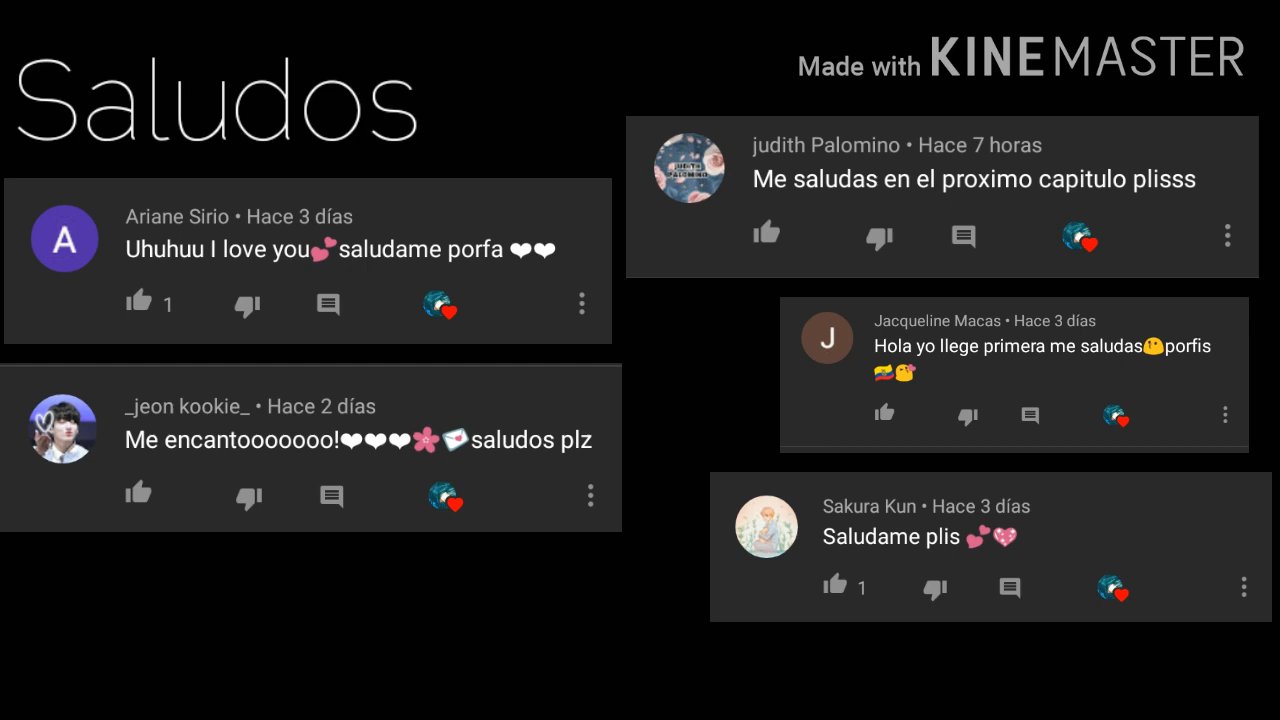 Saludos
Made with KINEMASTER
Ariane Sirio • Hace 3 días
Uhuhuu I love you💕saludame porfa ❤❤
1
_jeon kookie_ • Hace 2 días
Me encantooooooo!❤❤❤🌸💌saludos plz
JUDITH
PALOMINO
judith Palomino • Hace 7 horas
Me saludas en el proximo capitulo plisss
J
Jacqueline Macas • Hace 3 días
Hola yo llege primera me saludas😗porfis
🇪🇨😘
Sakura Kun • Hace 3 días
Saludame plis 💕💖
1
A